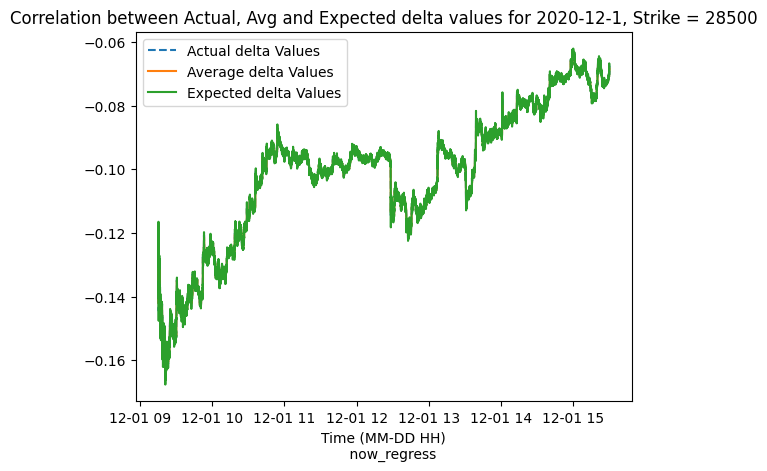 Correlation between Actual, Avg and Expected delta values for 2020-12-1, Strike = 28500
Actual delta Values
Average delta Values
Expected delta Values
−0.06
−0.08
−0.10
−0.12
−0.14
−0.16
12-01 09 12-01 10 12-01 11 12-01 12 12-01 13 12-01 14 12-01 15
Time (MM-DD HH)
now_regress